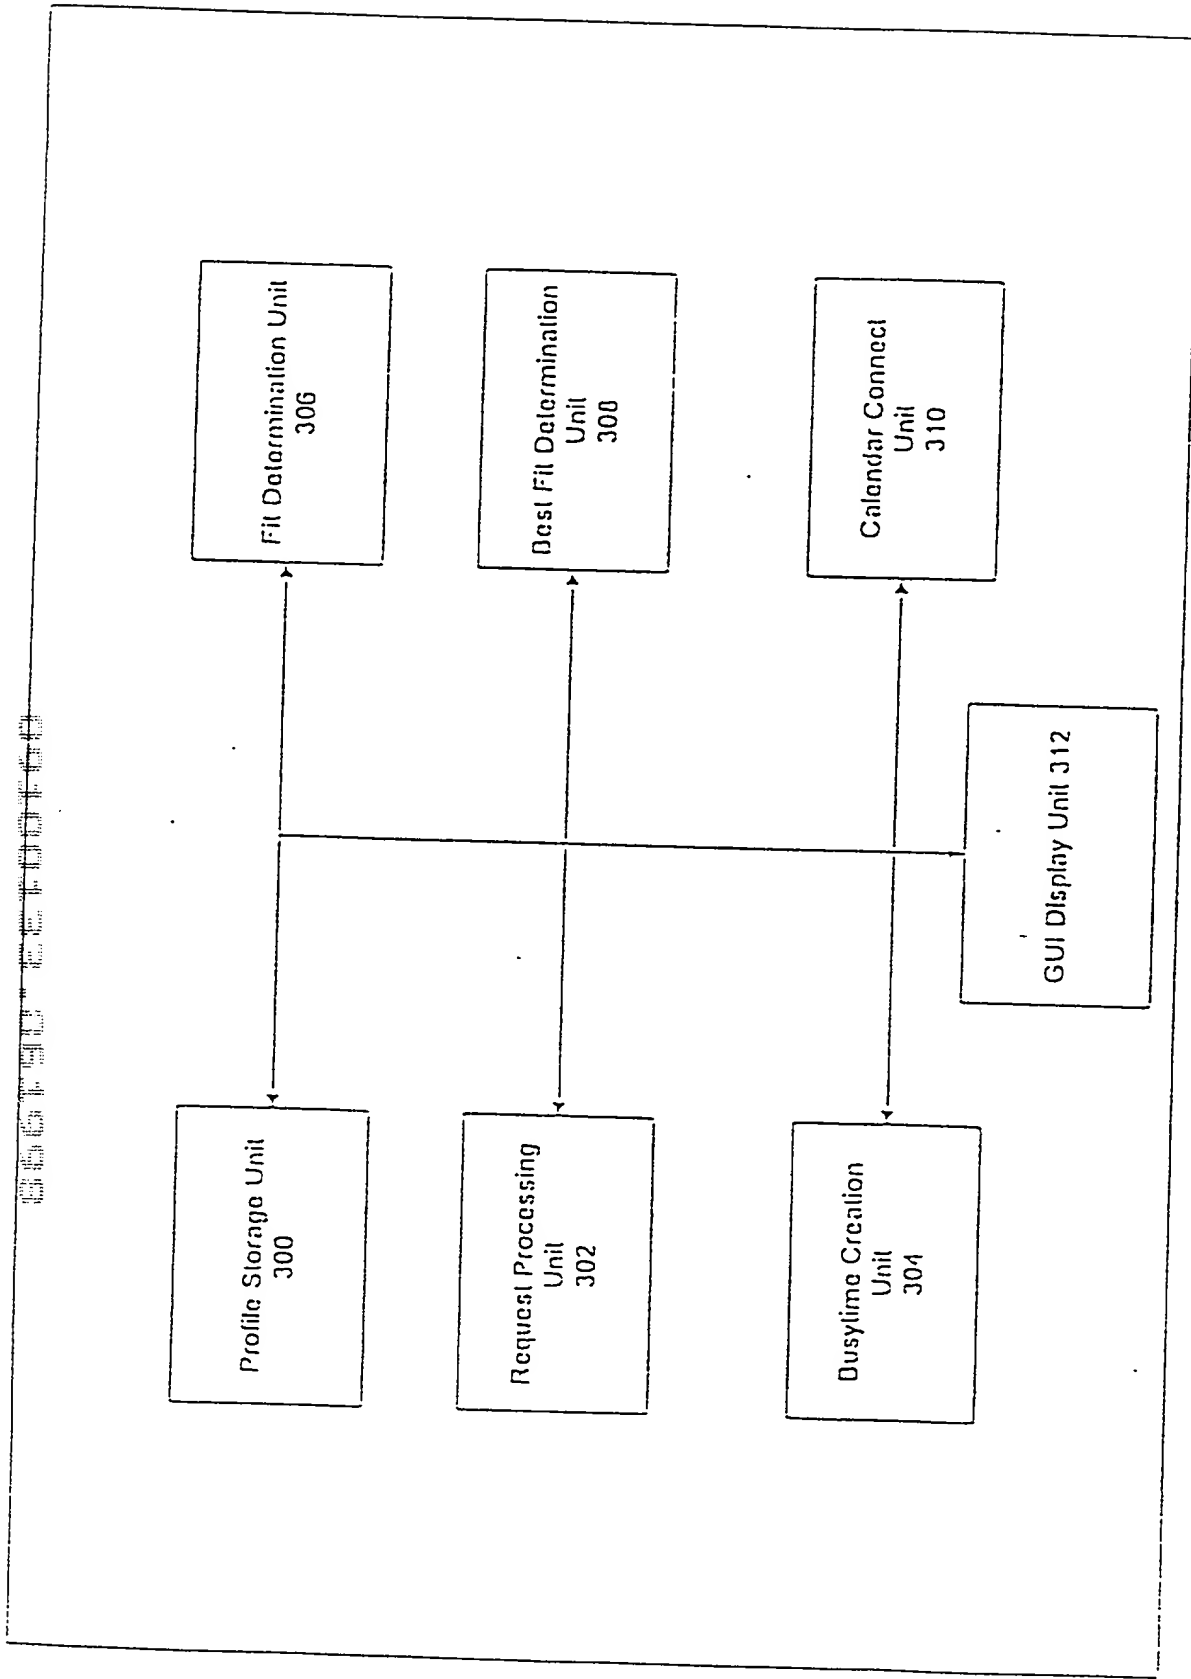 Profile Storage Unit
300
Fit Determination Unit
306
Request Processing
Unit
302
Best Fit Determination
Unit
308
Busytime Creation
Unit
304
Calendar Connect
Unit
310
GUI Display Unit 312